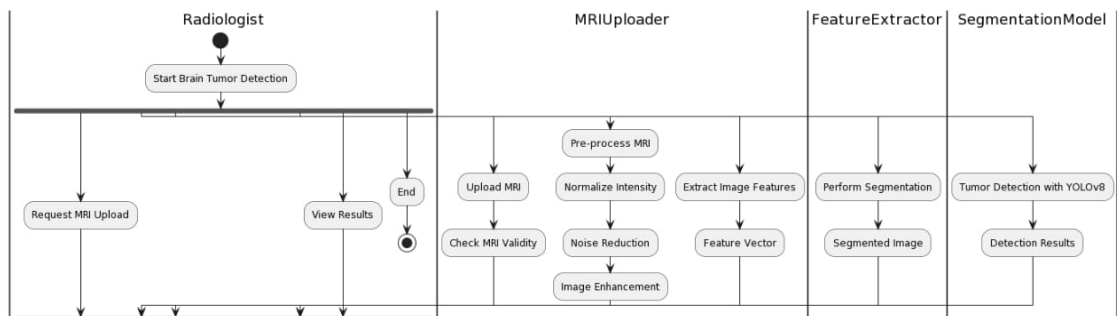 Radiologist
MRIUploader
FeatureExtractor
SegmentationModel
Start Brain Tumor Detection
Pre-process MRI
End
Upload MRI
Normalize Intensity
Extract Image Features
Perform Segmentation
Tumor Detection with YOLOv8
Request MRI Upload
View Results
Check MRI Validity
Noise Reduction
Feature Vector
Segmented Image
Detection Results
Image Enhancement